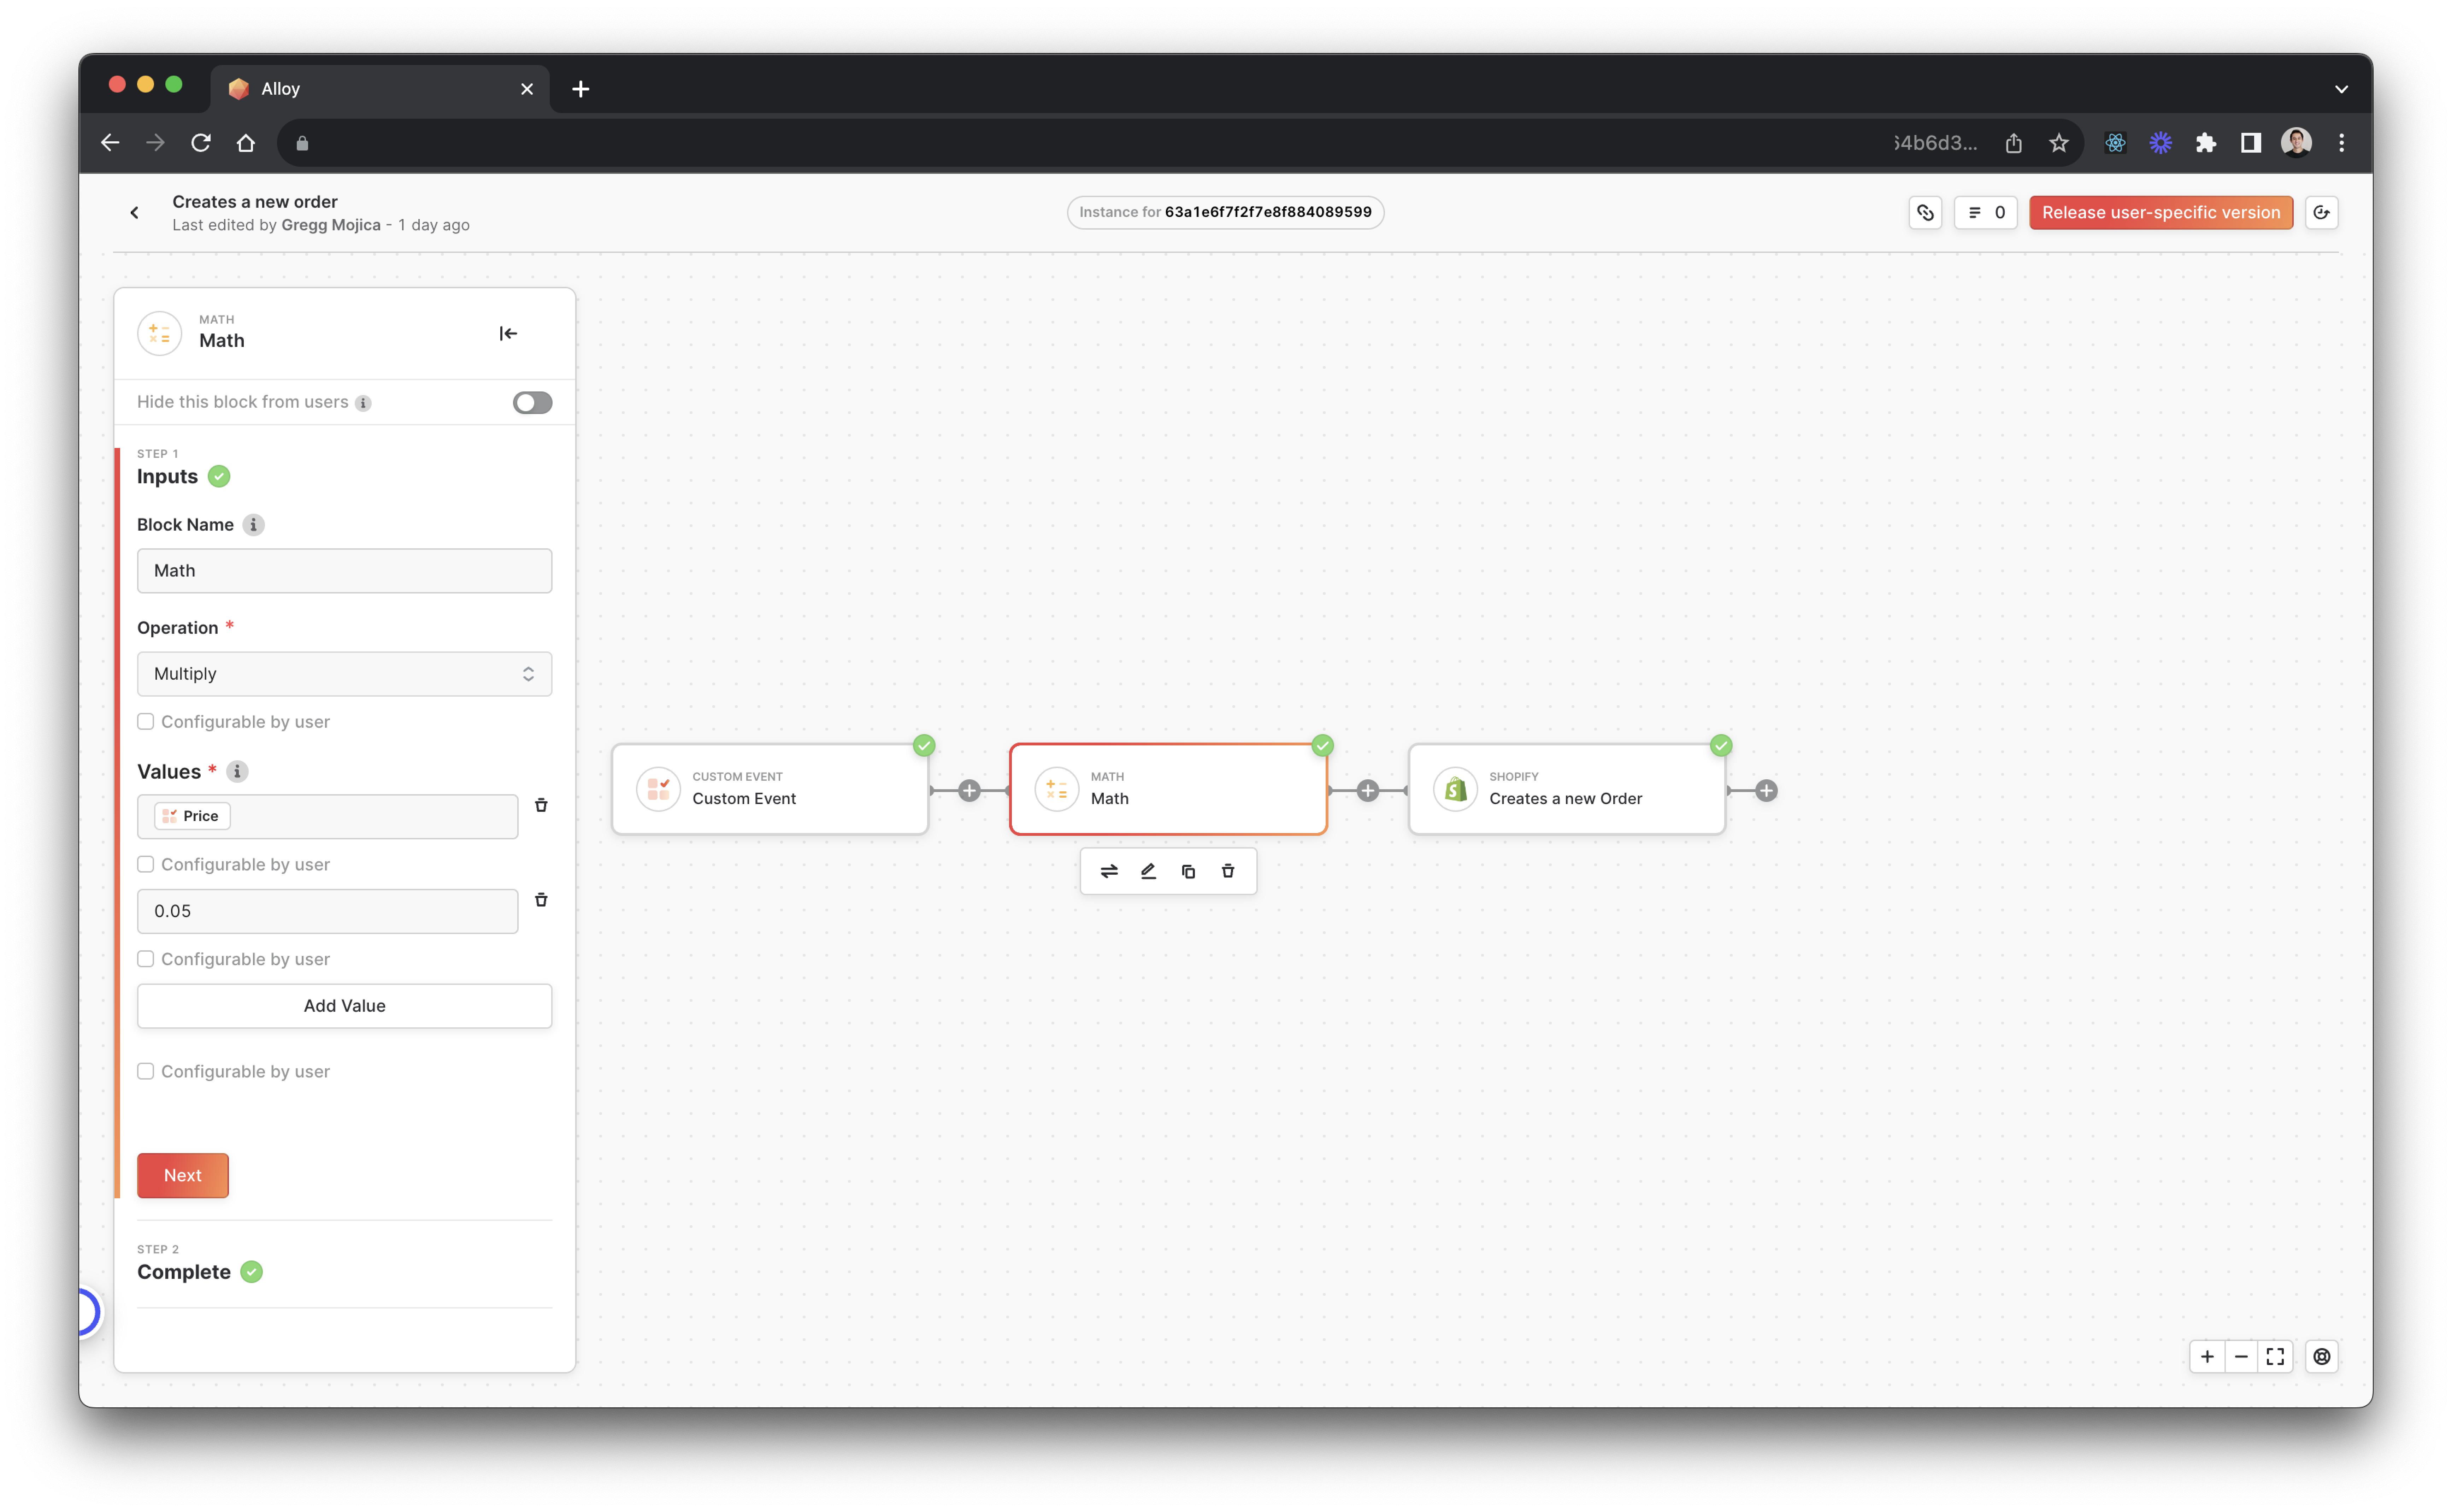 Alloy
64b6d3...
Creates a new order
Last edited by Gregg Mojica - 1 day ago
Instance for 63a1e6f7f2f7e8f884089599
0
Release user-specific version
MATH
Math
Hide this block from users
STEP 1
Inputs
Block Name
Math
Operation *
Multiply
Configurable by user
Values *
Price
Configurable by user
0.05
Configurable by user
Add Value
Configurable by user
Next
STEP 2
Complete
CUSTOM EVENT
Custom Event
MATH
Math
SHOPIFY
Creates a new Order